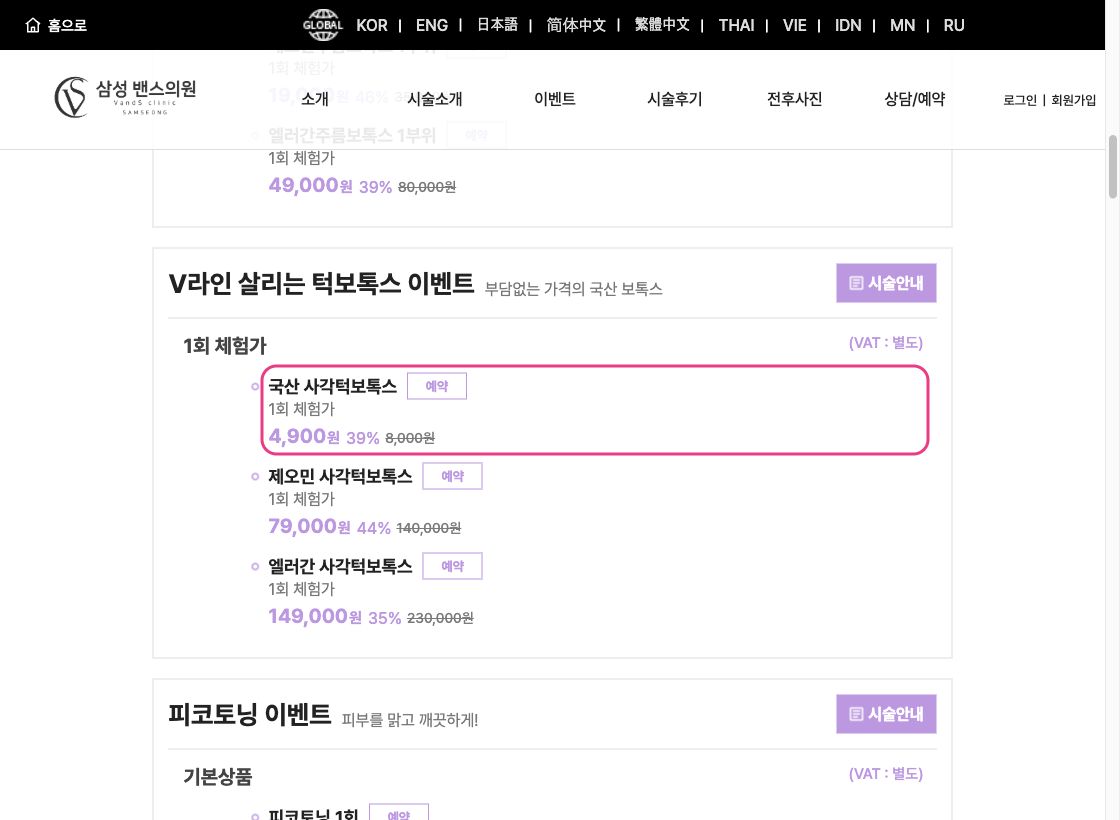 홈으로
GLOBAL KOR | ENG | 日本語 | 简体中文 | 繁體中文 | THAI | VIE | IDN | MN | RU
삼성 밴스의원
VandS clinic
SAMSEONG
소개 시술소개 이벤트 시술후기 전후사진 상담/예약 로그인 | 회원가입
1회 체험가
19,000원 46%
엘러간주름보톡스 1부위 예약
1회 체험가
49,000원 39% 80,000원
V라인 살리는 턱보톡스 이벤트 부담없는 가격의 국산 보톡스 시술안내
1회 체험가 (VAT : 별도)
국산 사각턱보톡스 예약
1회 체험가
4,900원 39% 8,000원
제오민 사각턱보톡스 예약
1회 체험가
79,000원 44% 140,000원
엘러간 사각턱보톡스 예약
1회 체험가
149,000원 35% 230,000원
피코토닝 이벤트 피부를 맑고 깨끗하게! 시술안내
기본상품 (VAT : 별도)
피코토닝 1회 예약